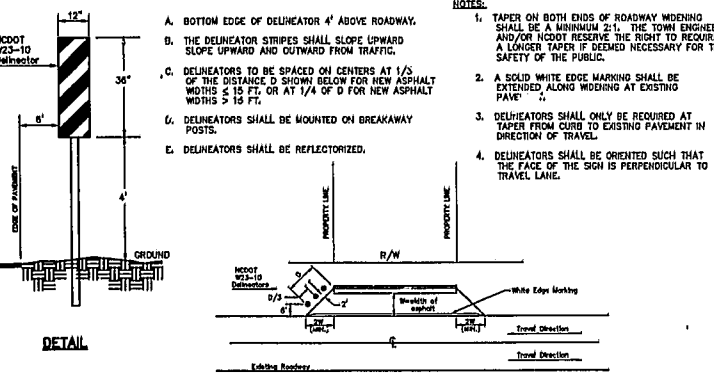 12"
NCDOT
W23-10
Delineator
36"
6'
4'
EDGE OF PAVEMENT
GROUND
DETAIL
A. BOTTOM EDGE OF DELINEATOR 4' ABOVE ROADWAY.
B. THE DELINEATOR STRIPES SHALL SLOPE UPWARD
SLOPE UPWARD AND OUTWARD FROM TRAFFIC.
C. DELINEATORS TO BE SPACED ON CENTERS AT 1/3
OF THE DISTANCE D SHOWN BELOW FOR NEW ASPHALT
WIDTHS ≤ 15 FT. OR AT 1/4 OF D FOR NEW ASPHALT
WIDTHS > 15 FT.
D. DELINEATORS SHALL BE MOUNTED ON BREAKAWAY
POSTS.
E. DELINEATORS SHALL BE REFLECTORIZED.
NOTES:
1. TAPER ON BOTH ENDS OF ROADWAY WIDENING
SHALL BE A MINIMUM 2:1. THE TOWN ENGINEE
AND/OR NCDOT RESERVE THE RIGHT TO REQUIR
A LONGER TAPER IF DEEMED NECESSARY FOR T
SAFETY OF THE PUBLIC.
2. A SOLID WHITE EDGE MARKING SHALL BE
EXTENDED ALONG WIDENING AT EXISTING
PAVE
3. DELINEATORS SHALL ONLY BE REQUIRED AT
TAPER FROM CURB TO EXISTING PAVEMENT IN
DIRECTION OF TRAVEL.
4. DELINEATORS SHALL BE ORIENTED SUCH THAT
THE FACE OF THE SIGN IS PERPENDICULAR TO
TRAVEL LANE.
PROPERTY LINE
PROPERTY LINE
R/W
NCDOT
W23-10
Delineators
D
D/3
6'
2'
W=width of
asphalt
White Edge Marking
2W
(MIN.)
2W
(MIN.)
Travel Direction
Travel Direction
Existing Roadway